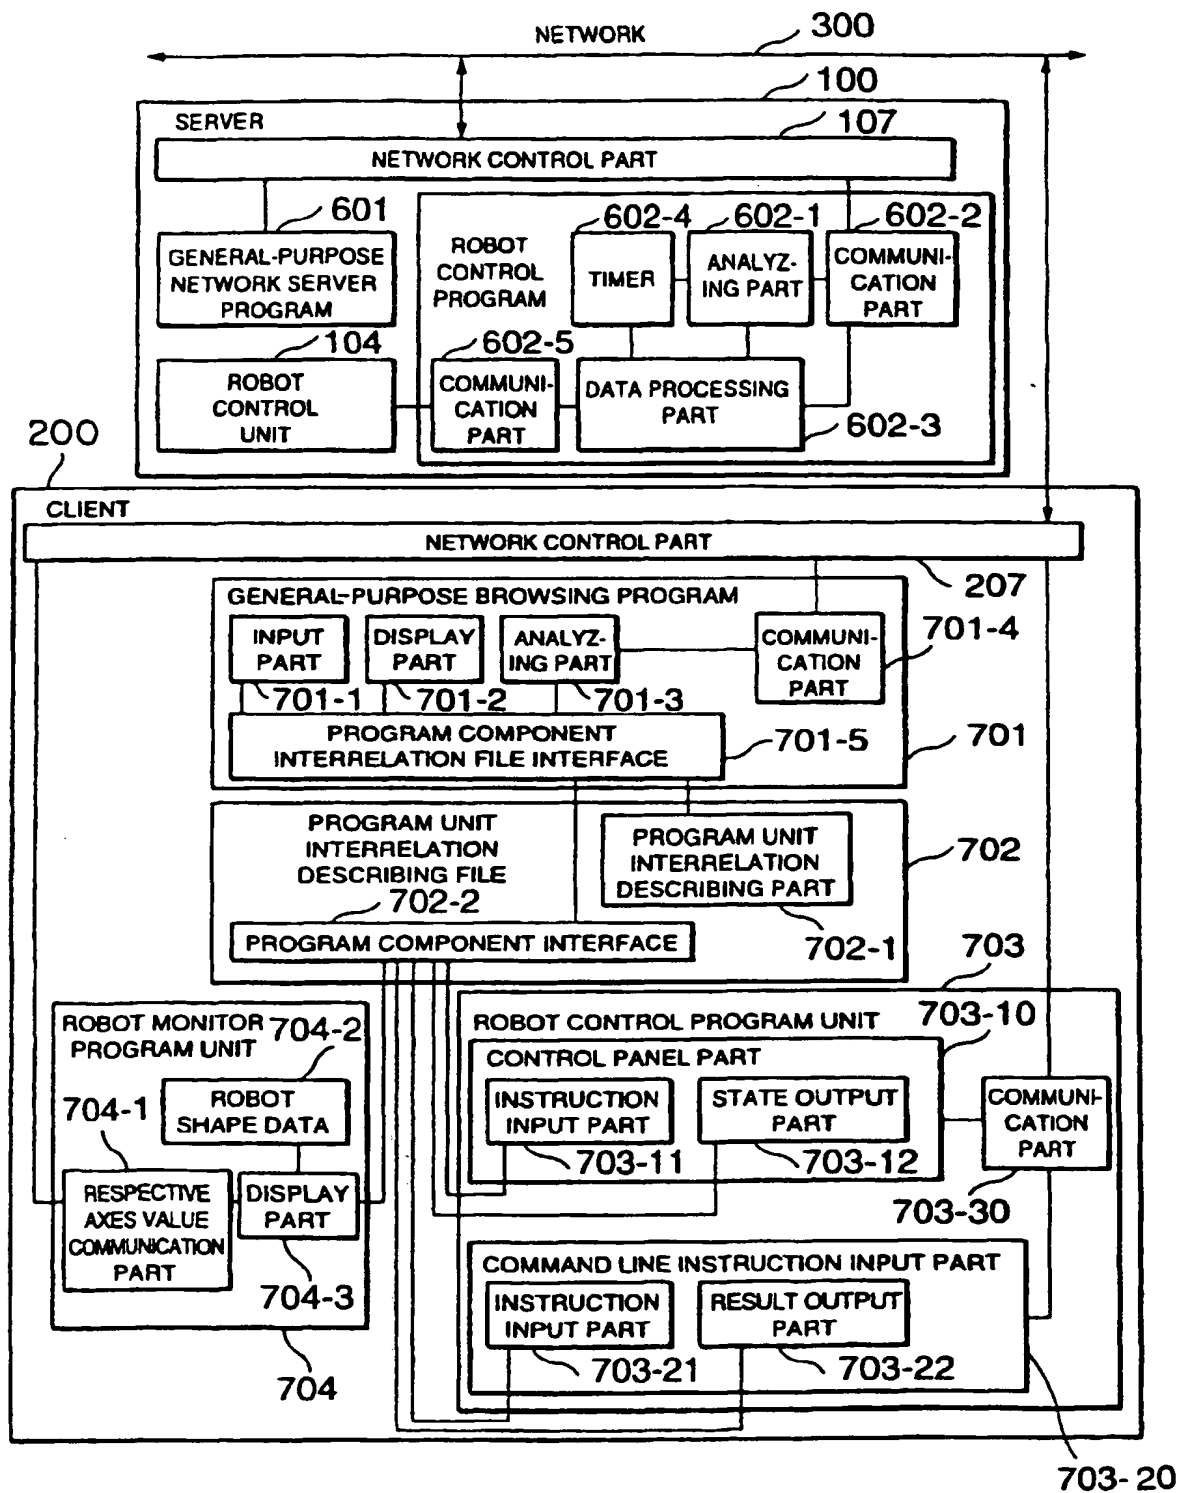 NETWORK
300
100
SERVER
107
NETWORK CONTROL PART
601
602-4
602-1
602-2
GENERAL-PURPOSE
NETWORK SERVER
PROGRAM
ROBOT
CONTROL
PROGRAM
TIMER
ANALYZ-
ING PART
COMMUNI-
CATION
PART
104
602-5
ROBOT
CONTROL
UNIT
COMMUNI-
CATION
PART
DATA PROCESSING
PART
602-3
200
CLIENT
NETWORK CONTROL PART
207
GENERAL-PURPOSE BROWSING PROGRAM
INPUT
PART
DISPLAY
PART
ANALYZ-
ING PART
COMMUNI-
CATION
PART
701-4
701-1
701-2
701-3
PROGRAM COMPONENT
INTERRELATION FILE INTERFACE
701-5
701
PROGRAM UNIT
INTERRELATION
DESCRIBING FILE
PROGRAM UNIT
INTERRELATION
DESCRIBING PART
702
702-2
702-1
PROGRAM COMPONENT INTERFACE
703
ROBOT MONITOR
PROGRAM UNIT
704-2
ROBOT
SHAPE DATA
704-1
RESPECTIVE
AXES VALUE
COMMUNICATION
PART
DISPLAY
PART
704-3
704
ROBOT CONTROL PROGRAM UNIT
703-10
CONTROL PANEL PART
INSTRUCTION
INPUT PART
STATE OUTPUT
PART
COMMUNI-
CATION
PART
703-11
703-12
703-30
COMMAND LINE INSTRUCTION INPUT PART
INSTRUCTION
INPUT PART
RESULT OUTPUT
PART
703-21
703-22
703-20